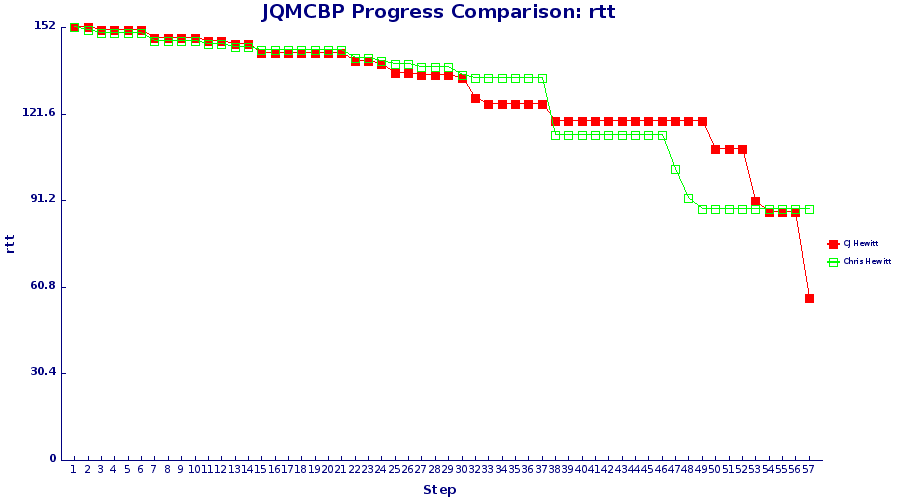 JQMCBP Progress Comparison: rtt
152
121.6
91.2
60.8
30.4
0
rtt
1 2 3 4 5 6 7 8 9 10 11 12 13 14 15 16 17 18 19 20 21 22 23 24 25 26 27 28 29 30 31 32 33 34 35 36 37 38 39 40 41 42 43 44 45 46 47 48 49 50 51 52 53 54 55 56 57
Step
CJ Hewitt
Chris Hewitt